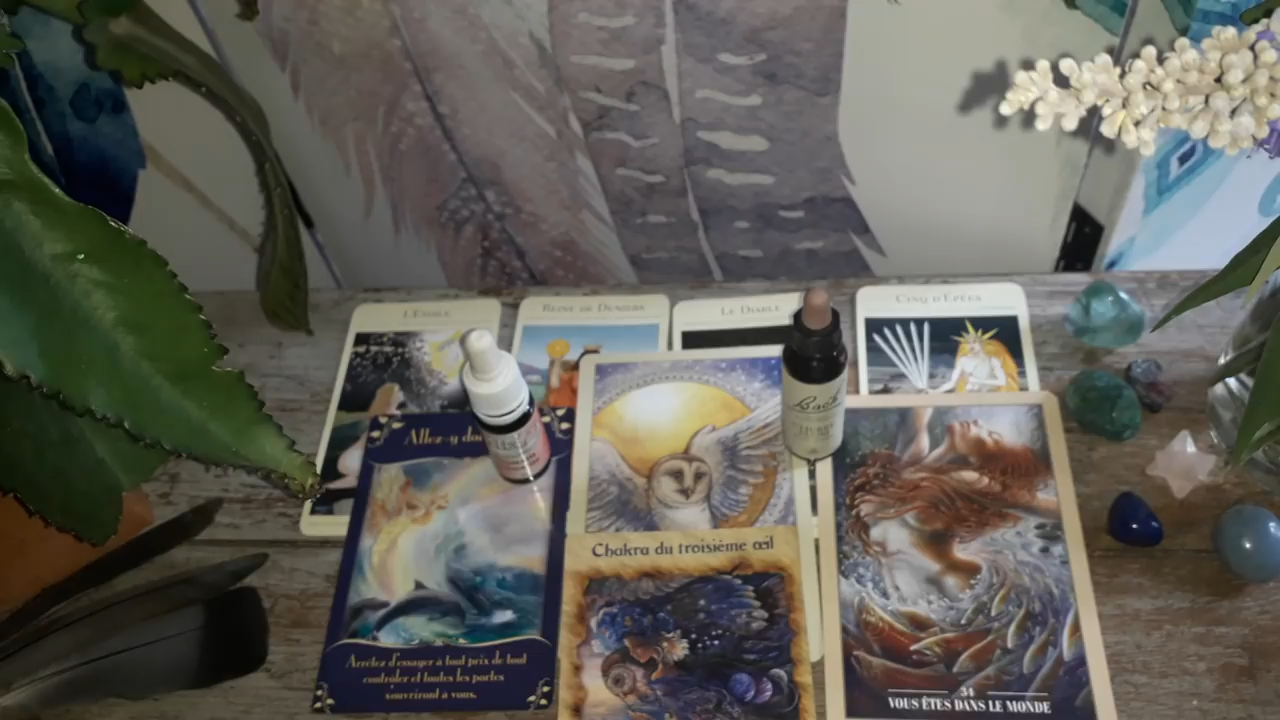 L'ÉTOILE
REINE DE DENIERS
LE DIABLE
CINQ D'ÉPÉES
Allez-y
Bach
Chakra du troisième œil
Arrêtez d'essayer à tout prix de tout
contrôler et toutes les portes
s'ouvriront à vous.
34
VOUS ÊTES DANS LE MONDE